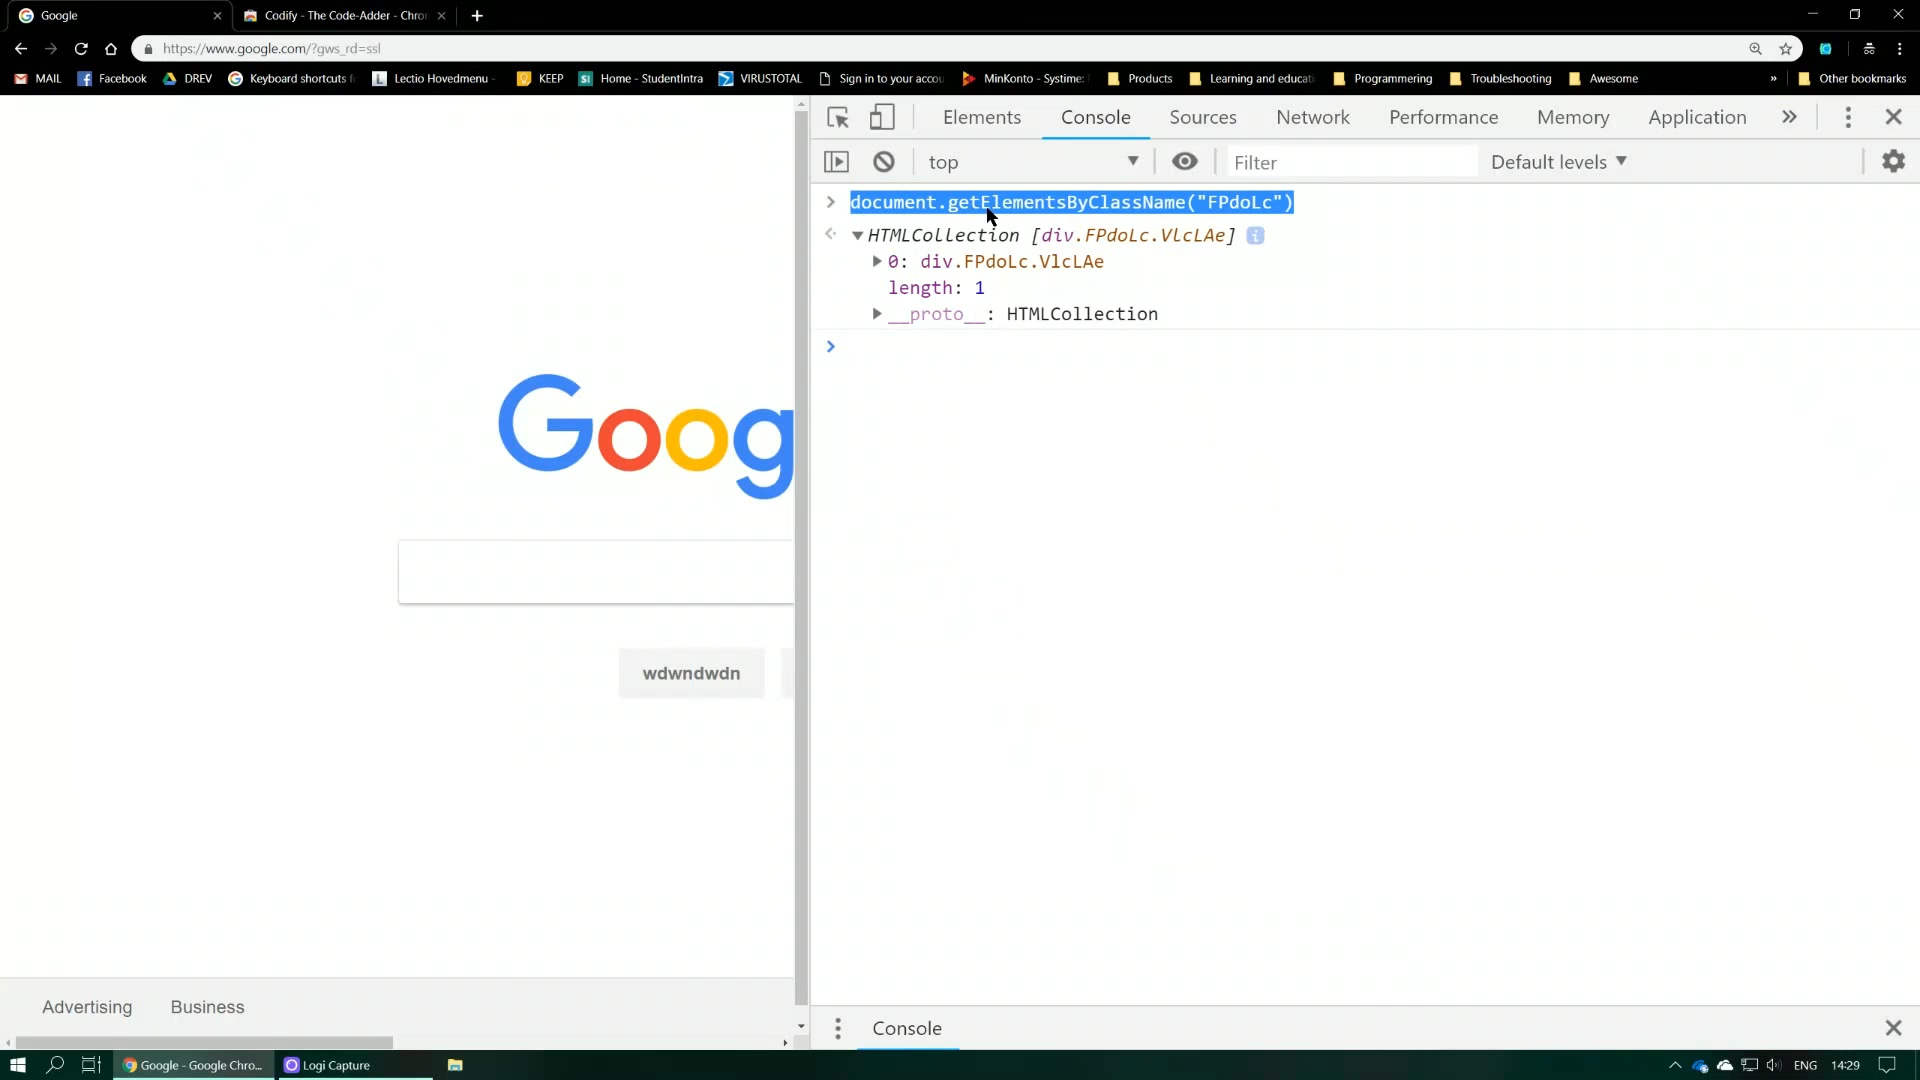 Google
Codify - The Code-Adder - Chro
https://www.google.com/?gws_rd=ssl
MAIL
Facebook
DREV
Keyboard shortcuts f
Lectio Hovedmenu -
KEEP
Home - StudentIntra
VIRUSTOTAL
Sign in to your accou
MinKonto - Systime:
Products
Learning and educati
Programmering
Troubleshooting
Awesome
»
Other bookmarks
Elements
Console
Sources
Network
Performance
Memory
Application
»
top
Filter
Default levels
document.getElementsByClassName("FPdoLc")
HTMLCollection [div.FPdoLc.VlcLAe]
0: div.FPdoLc.VlcLAe
length: 1
__proto__: HTMLCollection
Goog
wdwndwdn
Advertising
Business
Console
Google - Google Chro...
Logi Capture
ENG
14:29